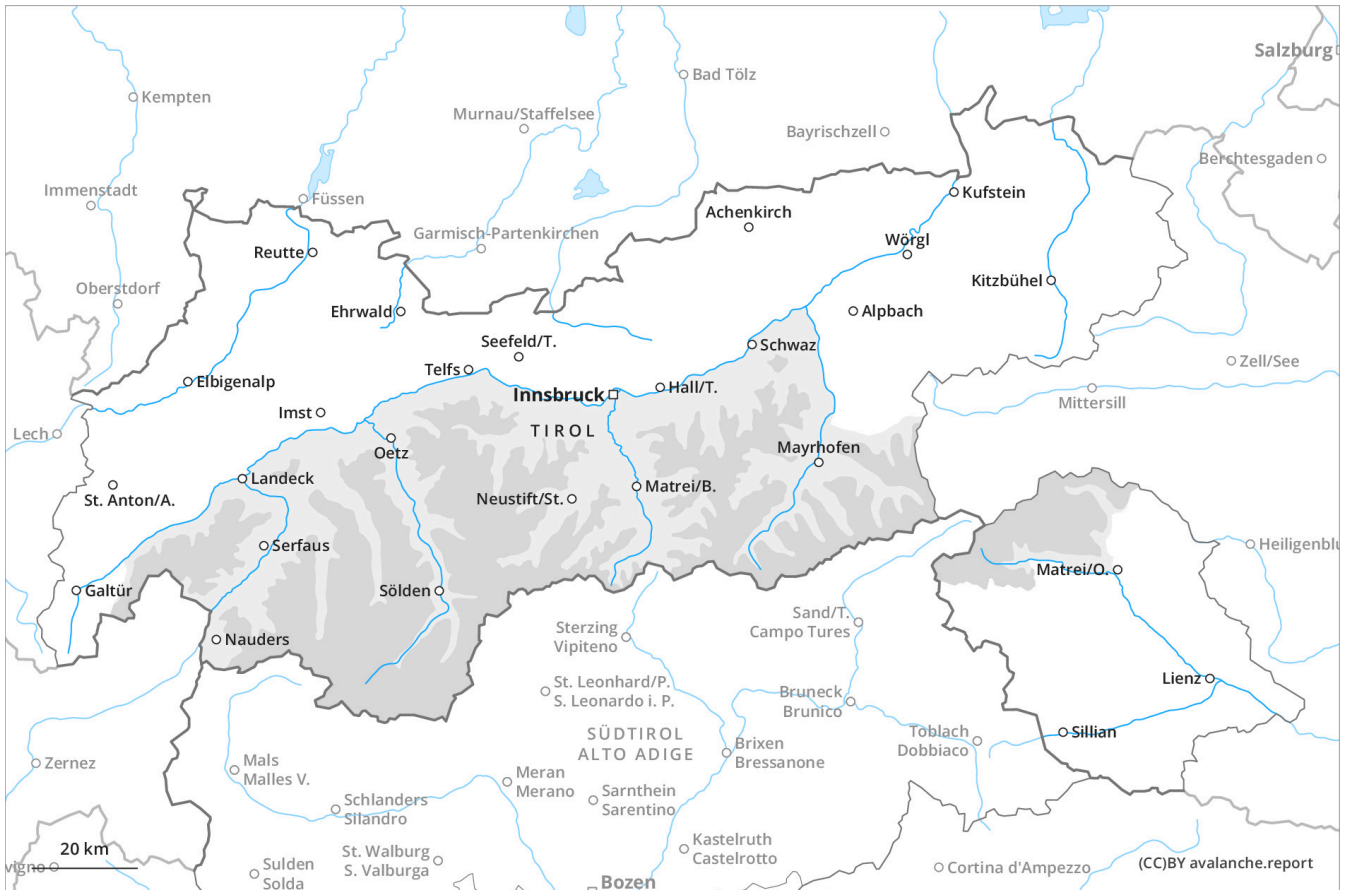 Salzburg
Bad Tölz
Kempten
Murnau/Staffelsee
Bayrischzell
Berchtesgaden
Immenstadt
Füssen
Kufstein
Achenkirch
Garmisch-Partenkirchen
Wörgl
Reutte
Kitzbühel
Oberstdorf
Ehrwald
Alpbach
Seefeld/T.
Schwaz
Zell/See
Telfs
Elbigenalp
Hall/T.
Innsbruck
Mittersill
Imst
TIROL
Lech
Oetz
Mayrhofen
Landeck
Matrei/B.
St. Anton/A.
Neustift/St.
Serfaus
Heiligenblu
Matrei/O.
Galtür
Sölden
Sand/T.
Campo Tures
Sterzing
Vipiteno
Nauders
Lienz
St. Leonhard/P.
S. Leonardo i. P.
Bruneck
Brunico
SÜDTIROL
ALTO ADIGE
Toblach
Dobbiaco
Sillian
Brixen
Bressanone
Mals
Malles V.
Zernez
Meran
Merano
Sarnthein
Sarentino
Schlanders
Silandro
Kastelruth
Castelrotto
20 km
St. Walburg
S. Valburga
vigno
Sulden
Solda
Cortina d'Ampezzo
(CC)BY avalanche.report
Bozen